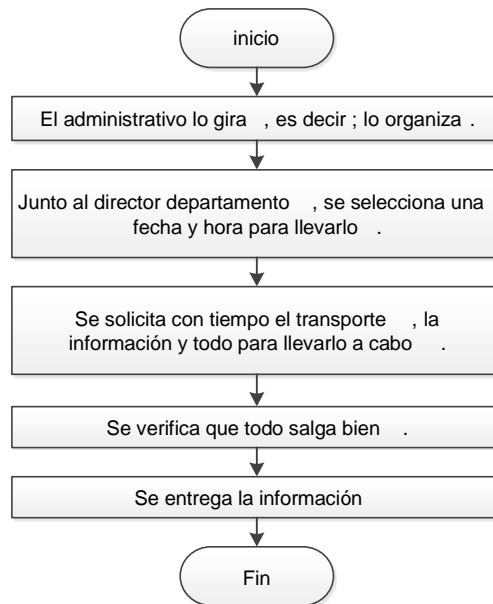 inicio
El administrativo lo gira , es decir ; lo organiza .
Junto al director departamento , se selecciona una
fecha y hora para llevarlo .
Se solicita con tiempo el transporte , la
información y todo para llevarlo a cabo .
Se verifica que todo salga bien .
Se entrega la información
Fin